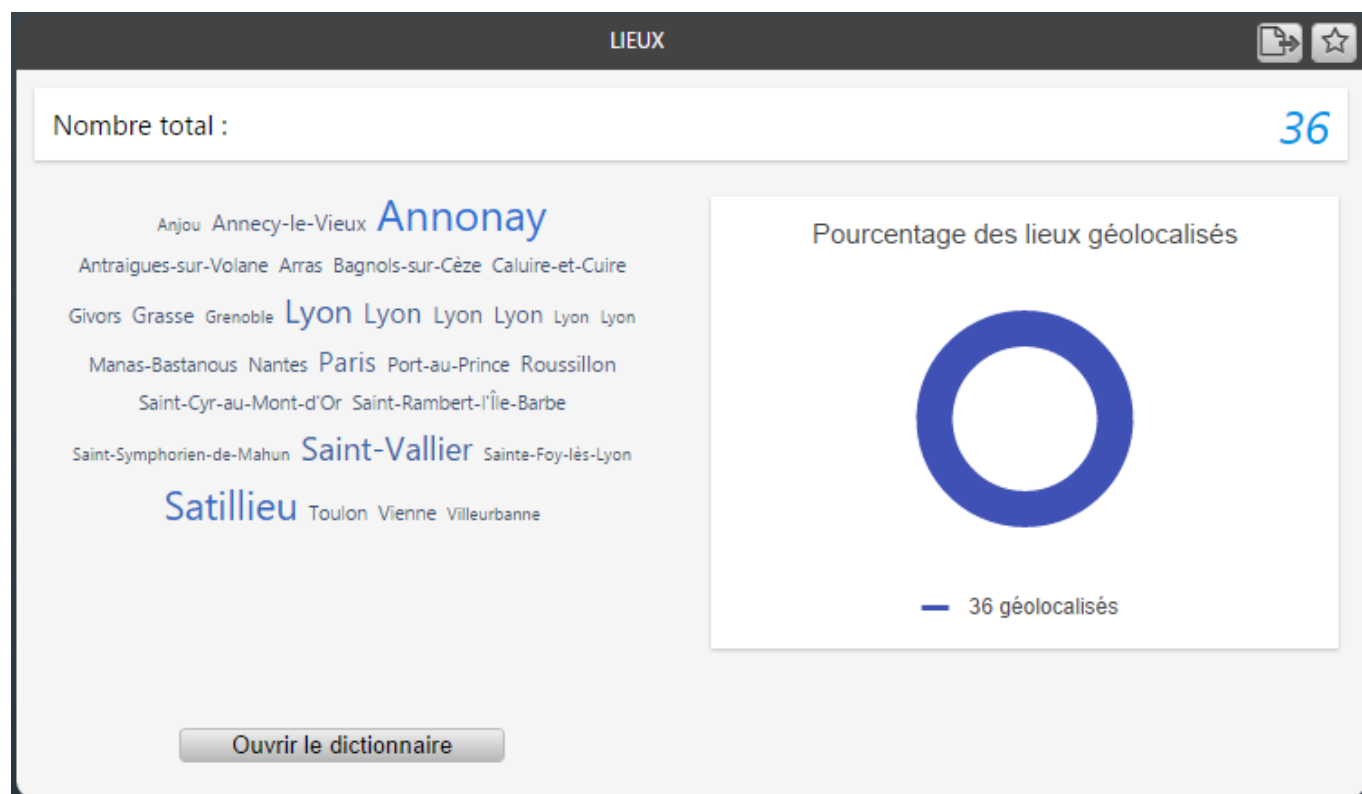 LIEUX
Nombre total :
36
Anjou Annecy-le-Vieux Annonay
Antraigues-sur-Volane Arras Bagnols-sur-Cèze Caluire-et-Cuire
Givors Grasse Grenoble Lyon Lyon Lyon Lyon Lyon Lyon
Manas-Bastanous Nantes Paris Port-au-Prince Roussillon
Saint-Cyr-au-Mont-d'Or Saint-Rambert-l'Île-Barbe
Saint-Symphorien-de-Mahun Saint-Vallier Sainte-Foy-lès-Lyon
Satillieu Toulon Vienne Villeurbanne
Ouvrir le dictionnaire
Pourcentage des lieux géolocalisés
36 géolocalisés